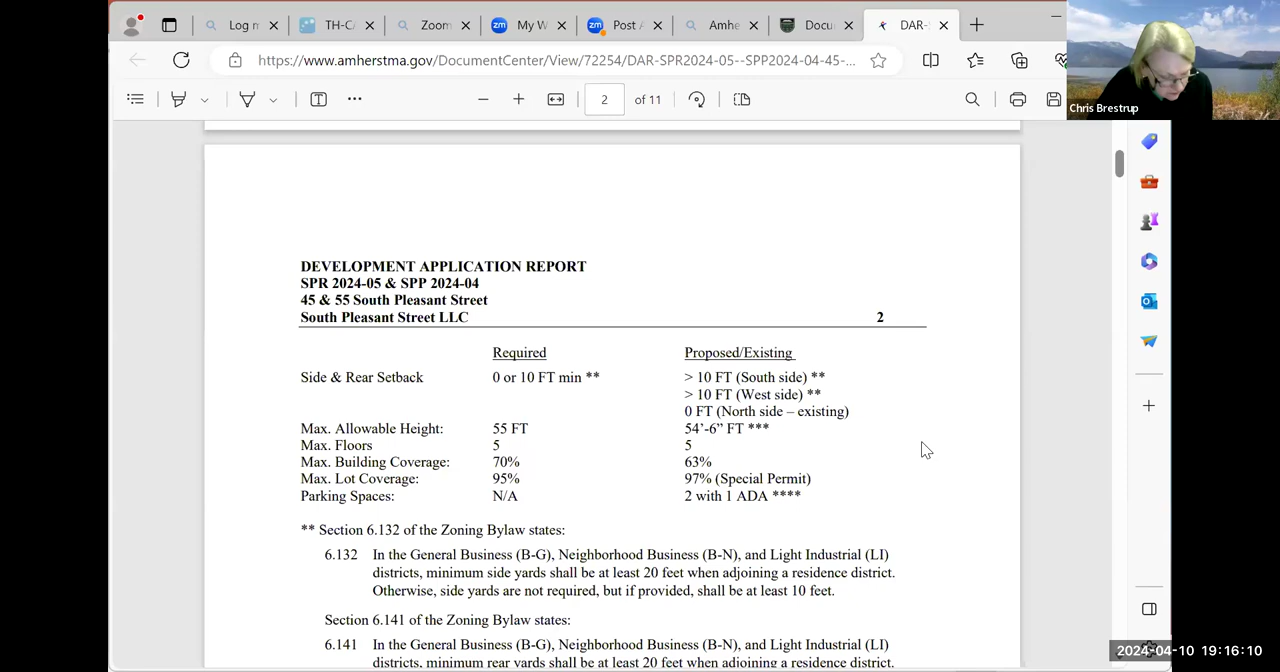 Log n
TH-CA
Zoom
My W
Post A
Amhe
Docu
DAR-
https://www.amherstma.gov/DocumentCenter/View/72254/DAR-SPR2024-05--SPP2024-04-45-...
2 of 11
Chris Brestrup
DEVELOPMENT APPLICATION REPORT
SPR 2024-05 & SPP 2024-04
45 & 55 South Pleasant Street
South Pleasant Street LLC 2
Required Proposed/Existing
Side & Rear Setback 0 or 10 FT min ** > 10 FT (South side) **
> 10 FT (West side) **
0 FT (North side – existing)
Max. Allowable Height: 55 FT 54’-6” FT ***
Max. Floors 5 5
Max. Building Coverage: 70% 63%
Max. Lot Coverage: 95% 97% (Special Permit)
Parking Spaces: N/A 2 with 1 ADA ****
** Section 6.132 of the Zoning Bylaw states:
6.132 In the General Business (B-G), Neighborhood Business (B-N), and Light Industrial (LI)
districts, minimum side yards shall be at least 20 feet when adjoining a residence district.
Otherwise, side yards are not required, but if provided, shall be at least 10 feet.
Section 6.141 of the Zoning Bylaw states:
6.141 In the General Business (B-G), Neighborhood Business (B-N), and Light Industrial (LI)
districts, minimum rear yards shall be at least 20 feet when adjoining a residence district.
2024-04-10 19:16:10